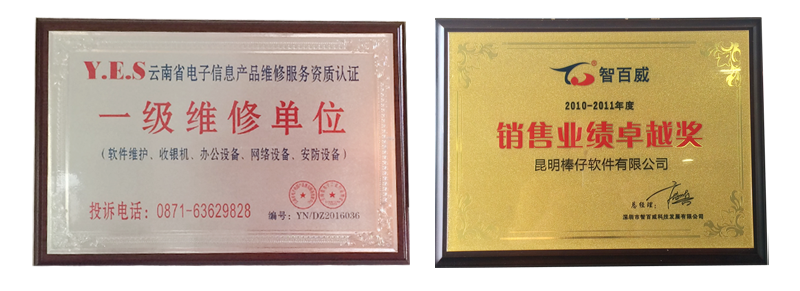 Y.E.S云南省电子信息产品维修服务资质认证
一级维修单位
（软件维护、收银机、办公设备、网络设备、安防设备）
投诉电话：0871-63629828
编号：YN/DZ2016036
智百威
2010-2011年度
销售业绩卓越奖
昆明棒仔软件有限公司
总经理：
深圳市智百威科技发展有限公司